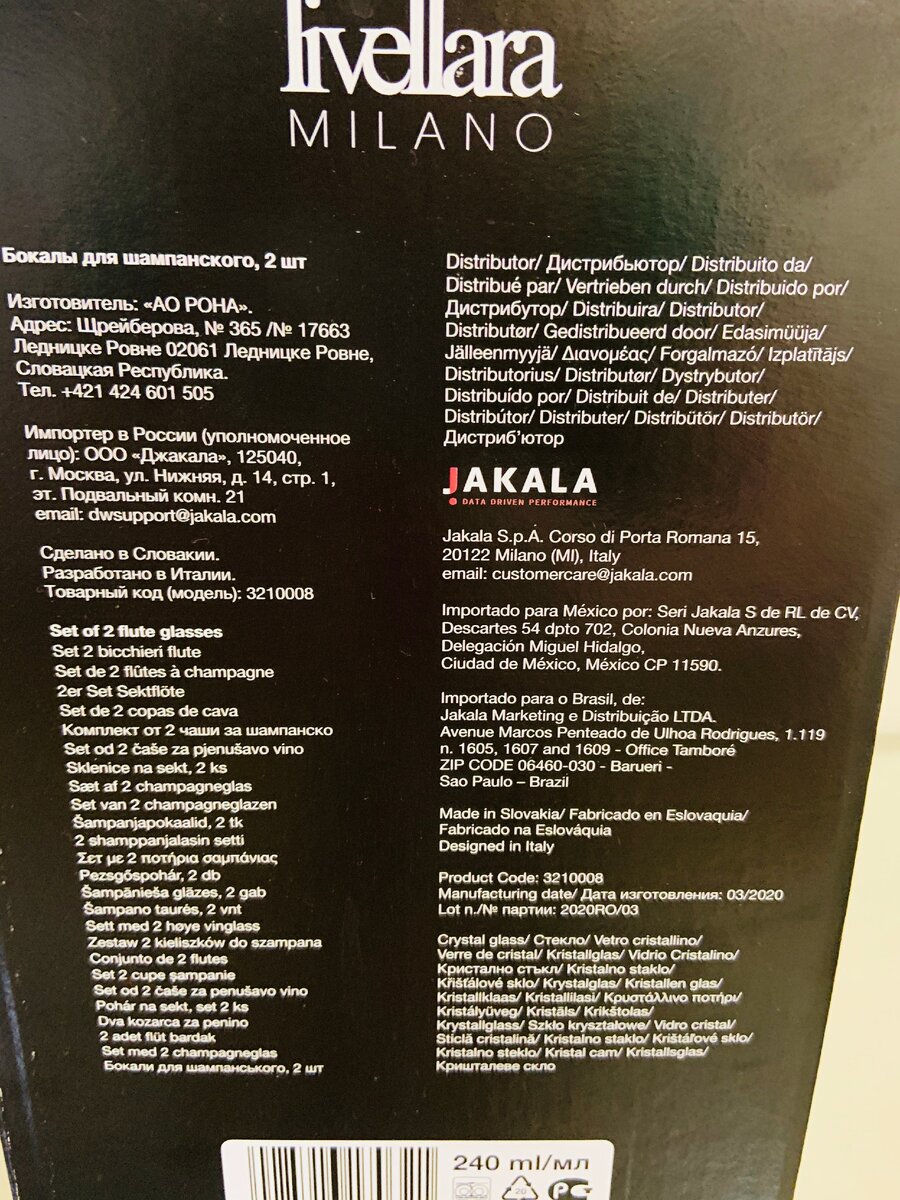 livellara
MILANO
Бокалы для шампанского, 2 шт
Изготовитель: «АО РОНА».
Адрес: Щрейберова, № 365 /№ 17663
Ледницке Ровне 02061 Ледницке Ровне,
Словацкая Республика.
Тел. +421 424 601 505
Импортер в России (уполномоченное
лицо): ООО «Джакала», 125040,
г. Москва, ул. Нижняя, д. 14, стр. 1,
эт. Подвальный комн. 21
email: dwsupport@jakala.com
Сделано в Словакии.
Разработано в Италии.
Товарный код (модель): 3210008
Set of 2 flute glasses
Set 2 bicchieri flute
Set de 2 flûtes à champagne
2er Set Sektflöte
Set de 2 copas de cava
Комплект от 2 чаши за шампанско
Set od 2 čaše za pjenušavo vino
Sklenice na sekt, 2 ks
Sæt af 2 champagneglas
Set van 2 champagneglazen
Šampanjapokaalid, 2 tk
2 shamppanjalasin setti
Σετ με 2 ποτήρια σαμπάνιας
Pezsgőspohár, 2 db
Šampānieša glāzes, 2 gab
Šampano taurės, 2 vnt
Sett med 2 høye vinglass
Zestaw 2 kieliszków do szampana
Conjunto de 2 flutes
Set 2 cupe șampanie
Set od 2 čaše za penušavo vino
Pohár na sekt, set 2 ks
Dva kozarca za penino
2 adet flüt bardak
Set med 2 champagneglas
Бокали для шампанського, 2 шт
Distributor/ Дистрибьютор/ Distribuito da/
Distribué par/ Vertrieben durch/ Distribuido por/
Дистрибутор/ Distribuira/ Distributor/
Distributør/ Gedistribueerd door/ Edasimüüja/
Jälleenmyyjä/ Διανομέας/ Forgalmazó/ Izplatītājs/
Distributorius/ Distributør/ Dystrybutor/
Distribuído por/ Distribuit de/ Distributer/
Distribútor/ Distributer/ Distribütör/ Distributör/
Дистриб'ютор
JAKALA
DATA DRIVEN PERFORMANCE
Jakala S.p.A. Corso di Porta Romana 15,
20122 Milano (MI), Italy
email: customercare@jakala.com
Importado para México por: Seri Jakala S de RL de CV,
Descartes 54 dpto 702, Colonia Nueva Anzures,
Delegación Miguel Hidalgo,
Ciudad de México, México CP 11590.
Importado para o Brasil, de:
Jakala Marketing e Distribuição LTDA.
Avenue Marcos Penteado de Ulhoa Rodrigues, 1.119
n. 1605, 1607 and 1609 - Office Tamboré
ZIP CODE 06460-030 - Barueri -
Sao Paulo – Brazil
Made in Slovakia/ Fabricado en Eslovaquia/
Fabricado na Eslováquia
Designed in Italy
Product Code: 3210008
Manufacturing date/ Дата изготовления: 03/2020
Lot n./№ партии: 2020RO/03
Crystal glass/ Стекло/ Vetro cristallino/
Verre de cristal/ Kristallglas/ Vidrio Cristalino/
Кристално стъкл/ Kristalno staklo/
Křišťálové sklo/ Krystalglas/ Kristallen glas/
Kristallklaas/ Kristallilasi/ Κρυστάλλινο ποτήρι/
Kristályüveg/ Kristāls/ Krikštolas/
Krystallglass/ Szkło kryształowe/ Vidro cristal/
Sticlă cristalină/ Kristalno staklo/ Krištáľové sklo/
Kristalno steklo/ Kristal cam/ Kristallsglas/
Кришталеве скло
240 ml/мл
20
РС